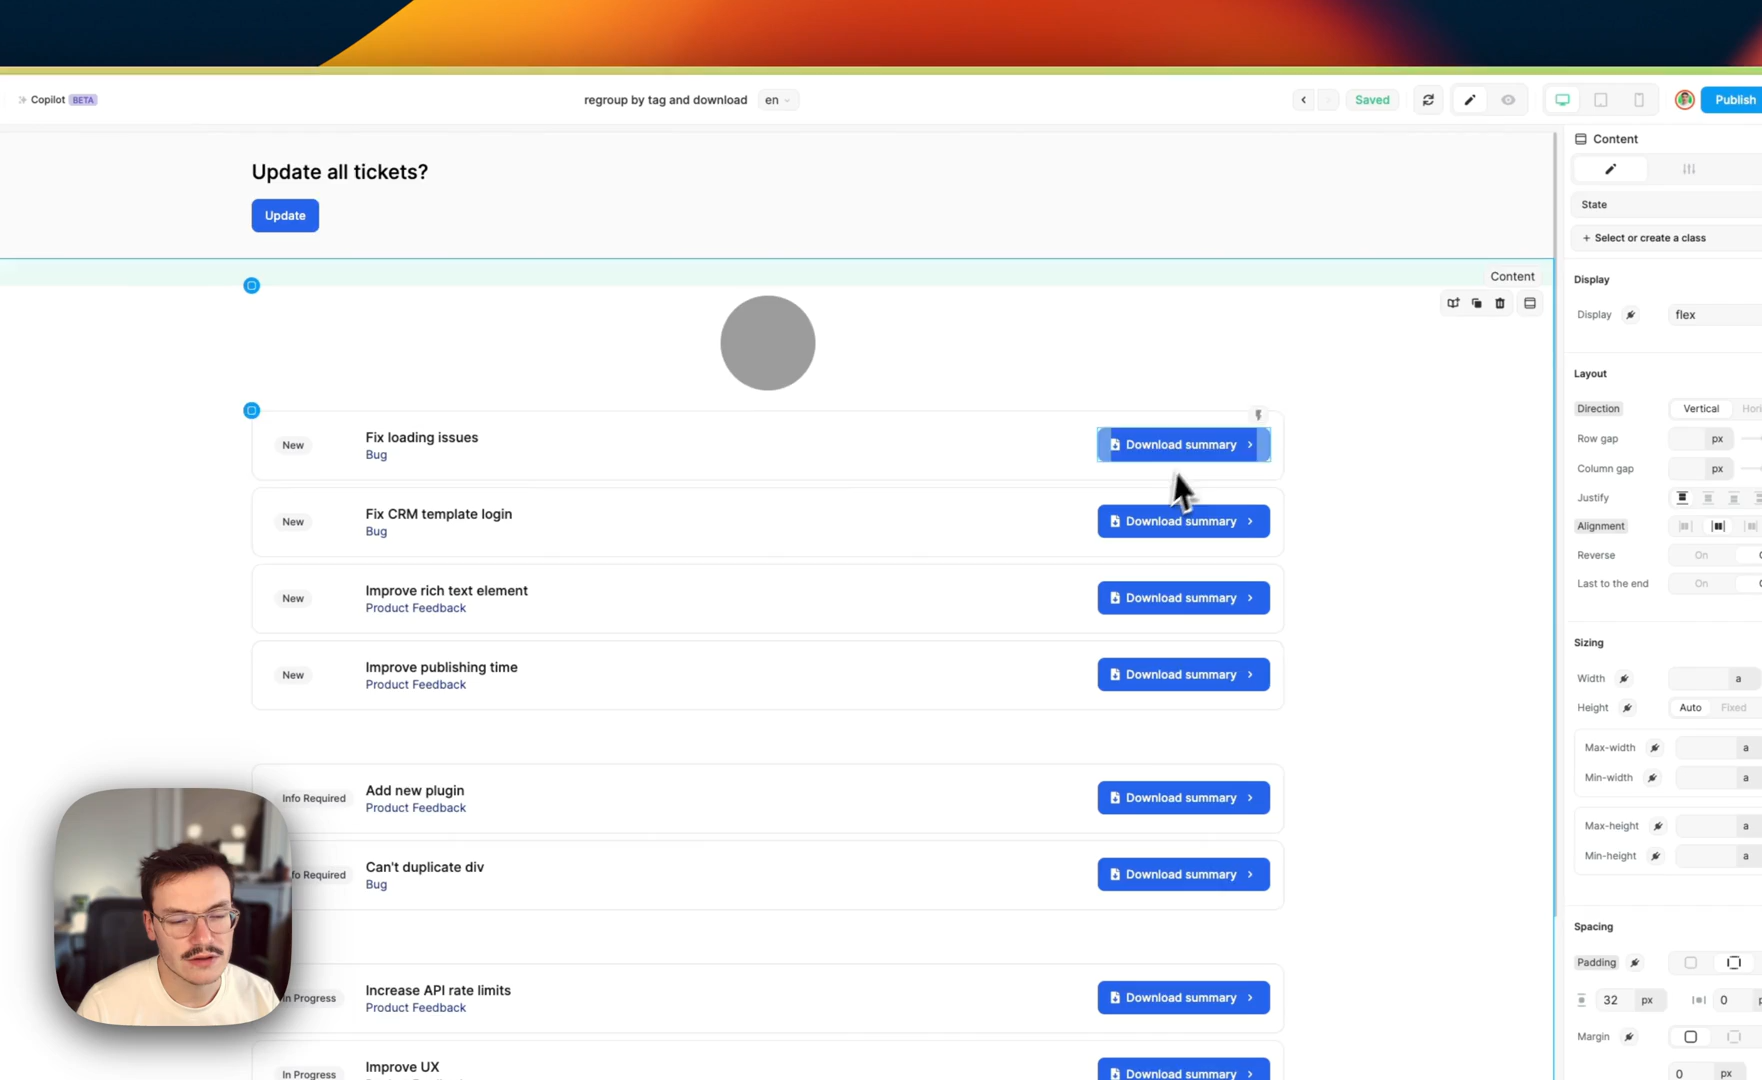 Copilot BETA
regroup by tag and download
en
Saved
Publish
Content
Update all tickets?
Update
State
+ Select or create a class
Content
Display
Display
flex
Layout
Direction
Vertical
Row gap
px
Column gap
px
Justify
Alignment
Reverse
On
Last to the end
On
New
Fix loading issues
Bug
Download summary
New
Fix CRM template login
Bug
Download summary
New
Improve rich text element
Product Feedback
Download summary
New
Improve publishing time
Product Feedback
Download summary
Info Required
Add new plugin
Product Feedback
Download summary
fo Required
Can't duplicate div
Bug
Download summary
n Progress
Increase API rate limits
Product Feedback
Download summary
In Progress
Improve UX
Download summary
Sizing
Width
a
Height
Auto
Fixed
Max-width
a
Min-width
a
Max-height
a
Min-height
a
Spacing
Padding
32
px
0
Margin
0
px